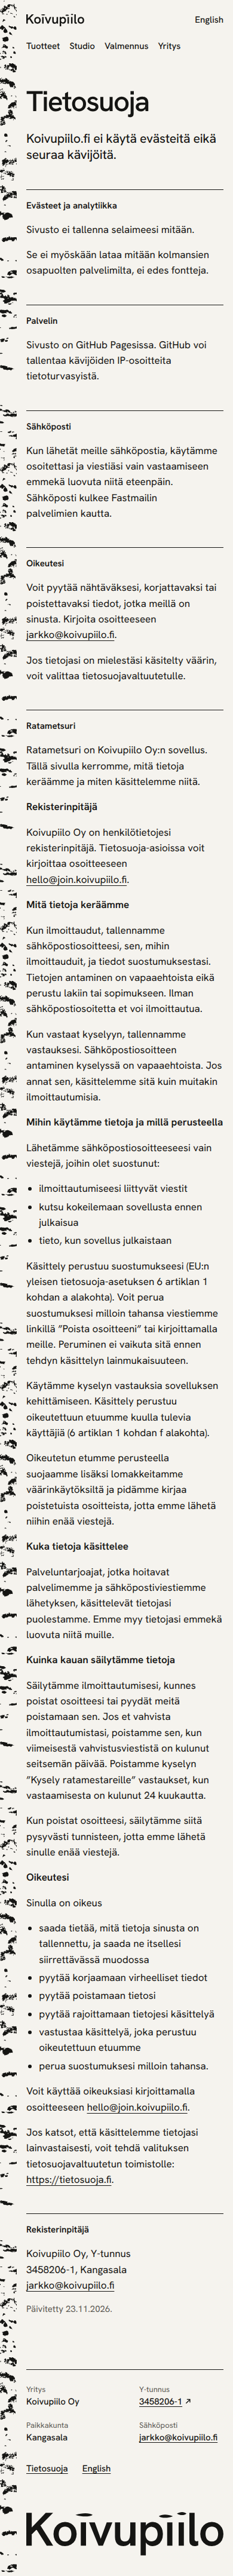 Koivupiilo
English
Tuotteet Studio Valmennus Yritys
Tietosuoja
Koivupiilo.fi ei käytä evästeitä eikä
seuraa kävijöitä.
Evästeet ja analytiikka
Sivusto ei tallenna selaimeesi mitään.
Se ei myöskään lataa mitään kolmansien
osapuolten palvelimilta, ei edes fontteja.
Palvelin
Sivusto on GitHub Pagesissa. GitHub voi
tallentaa kävijöiden IP-osoitteita
tietoturvasyistä.
Sähköposti
Kun lähetät meille sähköpostia, käytämme
osoitettasi ja viestiäsi vain vastaamiseen
emmekä luovuta niitä eteenpäin.
Sähköposti kulkee Fastmailin
palvelimien kautta.
Oikeutesi
Voit pyytää nähtäväksesi, korjattavaksi tai
poistettavaksi tiedot, jotka meillä on
sinusta. Kirjoita osoitteeseen
jarkko@koivupiilo.fi.
Jos tietojasi on mielestäsi käsitelty väärin,
voit valittaa tietosuojavaltuutetulle.
Ratametsuri
Ratametsuri on Koivupiilo Oy:n sovellus.
Tällä sivulla kerromme, mitä tietoja
keräämme ja miten käsittelemme niitä.
Rekisterinpitäjä
Koivupiilo Oy on henkilötietojesi
rekisterinpitäjä. Tietosuoja-asioissa voit
kirjoittaa osoitteeseen
hello@join.koivupiilo.fi.
Mitä tietoja keräämme
Kun ilmoittaudut, tallennamme
sähköpostiosoitteesi, sen, mihin
ilmoittauduit, ja tiedot suostumuksestasi.
Tietojen antaminen on vapaaehtoista eikä
perustu lakiin tai sopimukseen. Ilman
sähköpostiosoitetta et voi ilmoittautua.
Kun vastaat kyselyyn, tallennamme
vastauksesi. Sähköpostiosoitteen
antaminen kyselyssä on vapaaehtoista. Jos
annat sen, käsittelemme sitä kuin muitakin
ilmoittautumisia.
Mihin käytämme tietoja ja millä perusteella
Lähetämme sähköpostiosoitteeseesi vain
viestejä, joihin olet suostunut:
• ilmoittautumiseesi liittyvät viestit
• kutsu kokeilemaan sovellusta ennen
julkaisua
• tieto, kun sovellus julkaistaan
Käsittely perustuu suostumukseesi (EU:n
yleisen tietosuoja-asetuksen 6 artiklan 1
kohdan a alakohta). Voit perua
suostumuksesi milloin tahansa viestiemme
linkillä ”Poista osoitteeni” tai kirjoittamalla
meille. Peruminen ei vaikuta sitä ennen
tehdyn käsittelyn lainmukaisuuteen.
Käytämme kyselyn vastauksia sovelluksen
kehittämiseen. Käsittely perustuu
oikeutettuun etuumme kuulla tulevia
käyttäjiä (6 artiklan 1 kohdan f alakohta).
Oikeutetun etumme perusteella
suojaamme lisäksi lomakkeitamme
väärinkäytöksiltä ja pidämme kirjaa
poistetuista osoitteista, jotta emme lähetä
niihin enää viestejä.
Kuka tietoja käsittelee
Palveluntarjoajat, jotka hoitavat
palvelimemme ja sähköpostiviestiemme
lähetyksen, käsittelevät tietojasi
puolestamme. Emme myy tietojasi emmekä
luovuta niitä muille.
Kuinka kauan säilytämme tietoja
Säilytämme ilmoittautumisesi, kunnes
poistat osoitteesi tai pyydät meitä
poistamaan sen. Jos et vahvista
ilmoittautumistasi, poistamme sen, kun
viimeisestä vahvistusviestistä on kulunut
seitsemän päivää. Poistamme kyselyn
”Kysely ratamestareille” vastaukset, kun
vastaamisesta on kulunut 24 kuukautta.
Kun poistat osoitteesi, säilytämme siitä
pysyvästi tunnisteen, jotta emme lähetä
sinulle enää viestejä.
Oikeutesi
Sinulla on oikeus
• saada tietää, mitä tietoja sinusta on
tallennettu, ja saada ne itsellesi
siirrettävässä muodossa
• pyytää korjaamaan virheelliset tiedot
• pyytää poistamaan tietosi
• pyytää rajoittamaan tietojesi käsittelyä
• vastustaa käsittelyä, joka perustuu
oikeutettuun etuumme
• perua suostumuksesi milloin tahansa.
Voit käyttää oikeuksiasi kirjoittamalla
osoitteeseen hello@join.koivupiilo.fi.
Jos katsot, että käsittelemme tietojasi
lainvastaisesti, voit tehdä valituksen
tietosuojavaltuutetun toimistolle:
https://tietosuoja.fi.
Rekisterinpitäjä
Koivupiilo Oy, Y-tunnus
3458206-1, Kangasala
jarkko@koivupiilo.fi
Päivitetty 23.11.2026.
Yritys
Koivupiilo Oy
Y-tunnus
3458206-1 ↗
Paikkakunta
Kangasala
Sähköposti
jarkko@koivupiilo.fi
Tietosuoja English
Koivupiilo